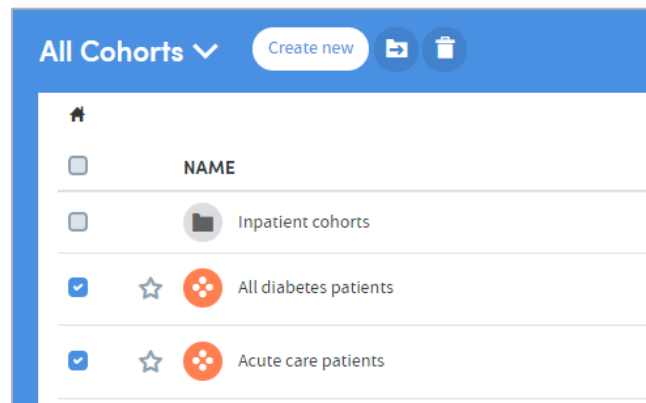 All Cohorts
Create new
NAME
Inpatient cohorts
All diabetes patients
Acute care patients